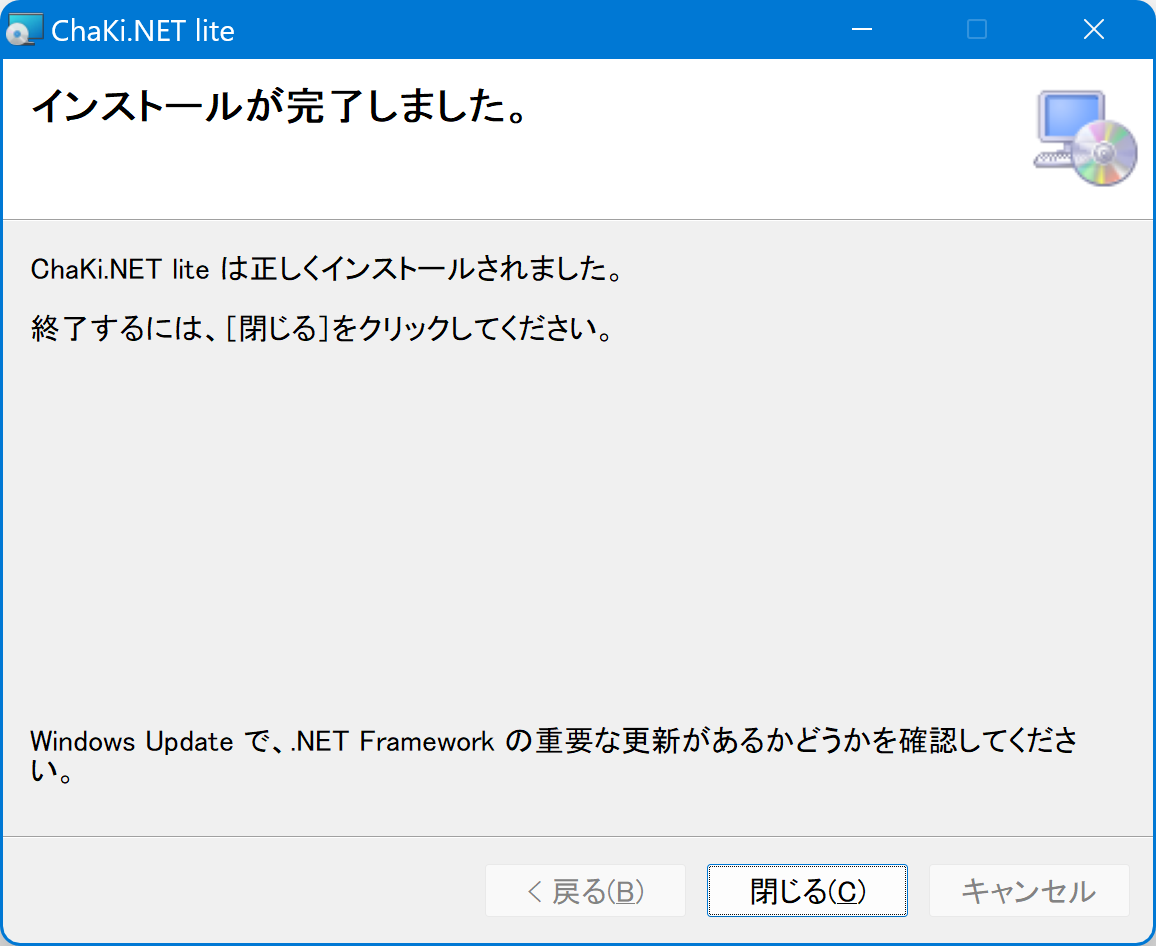 ChaKi.NET lite
インストールが完了しました。
ChaKi.NET lite は正しくインストールされました。
終了するには、[閉じる]をクリックしてください。
Windows Update で、.NET Framework の重要な更新があるかどうかを確認してくださ
い。
< 戻る(B)
閉じる(C)
キャンセル